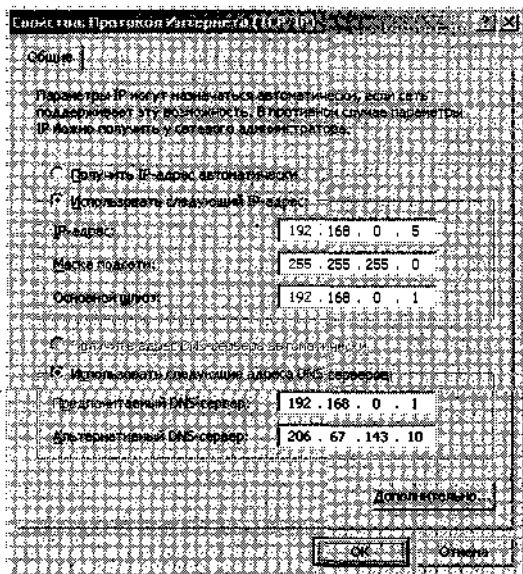 Свойства: Протокол Интернета (TCP/IP)
Общие
Параметры IP могут назначаться автоматически, если сеть
поддерживает эту возможность. В противном случае параметры
IP можно получить у сетевого администратора.
Получить IP-адрес автоматически
Использовать следующий IP-адрес:
IP-адрес: 192 . 168 . 0 . 5
Маска подсети: 255 . 255 . 255 . 0
Основной шлюз: 192 . 168 . 0 . 1
Получить адрес DNS-сервера автоматически
Использовать следующие адреса DNS-серверов:
Предпочитаемый DNS-сервер: 192 . 168 . 0 . 1
Альтернативный DNS-сервер: 206 . 67 . 143 . 10
Дополнительно...
OK Отмена